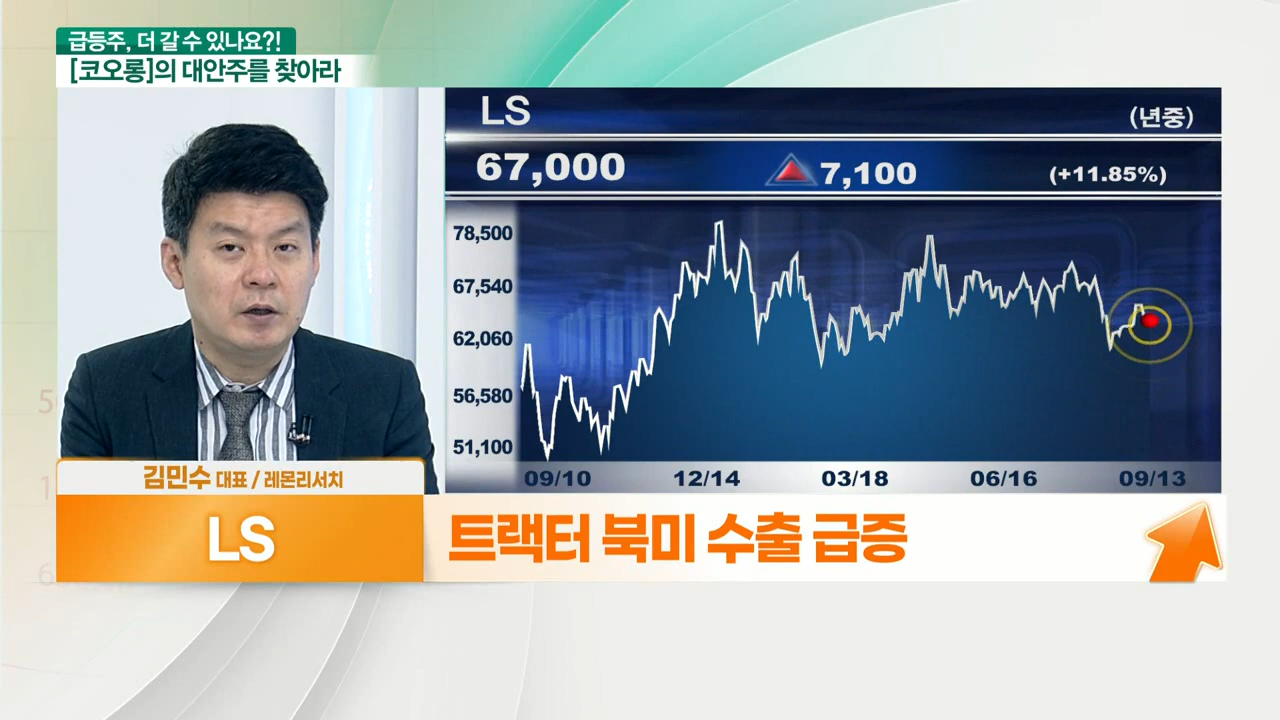 급등주, 더 갈 수 있나요?!
[코오롱]의 대안주를 찾아라
LS
(년중)
67,000 ▲ 7,100 (+11.85%)
78,500
67,540
62,060
56,580
51,100
09/10 12/14 03/18 06/16 09/13
김민수 대표 / 레몬리서치
LS
트랙터 북미 수출 급증